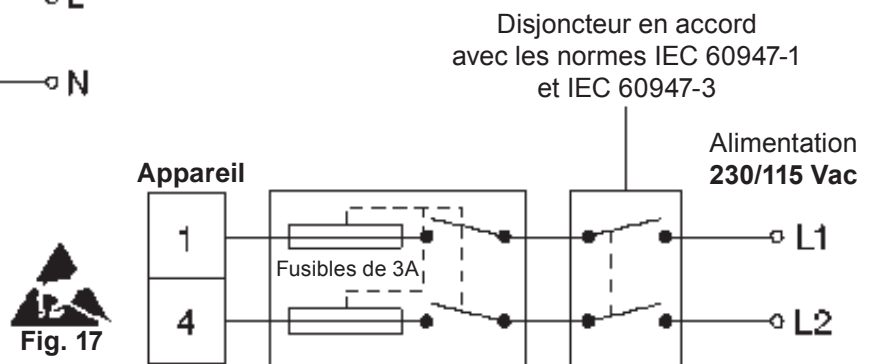 L
N
Disjoncteur en accord
avec les normes IEC 60947-1
et IEC 60947-3
Alimentation
230/115 Vac
Appareil
1
L1
Fusibles de 3A
4
L2
Fig. 17